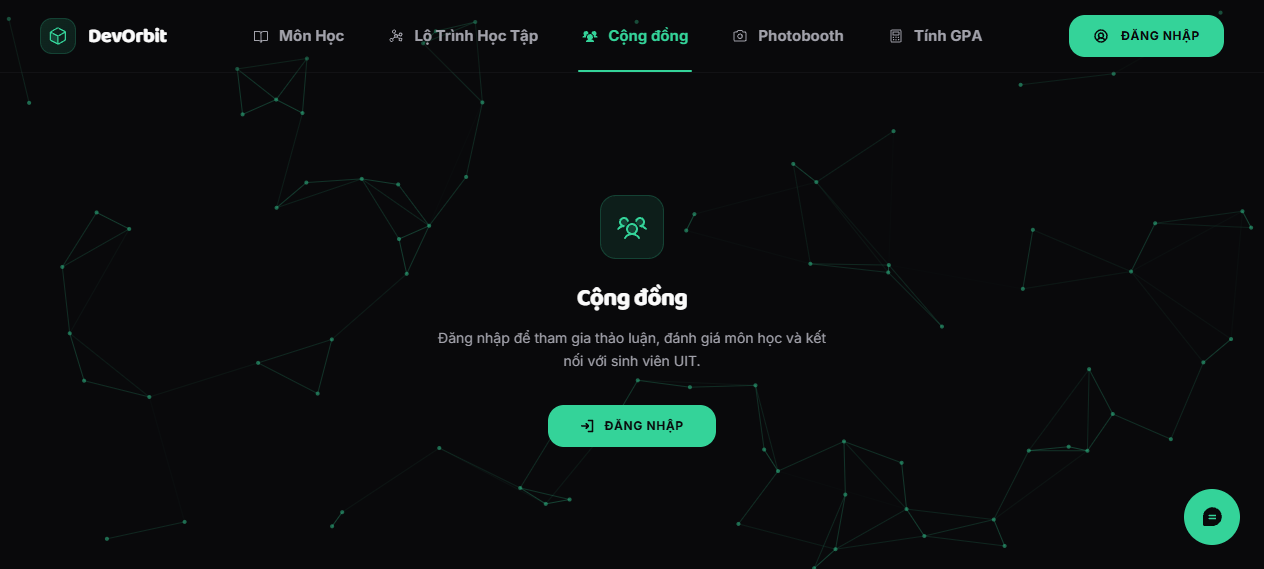 DevOrbit
Môn Học
Lộ Trình Học Tập
Cộng đồng
Photobooth
Tính GPA
ĐĂNG NHẬP
Cộng đồng
Đăng nhập để tham gia thảo luận, đánh giá môn học và kết
nối với sinh viên UIT.
ĐĂNG NHẬP